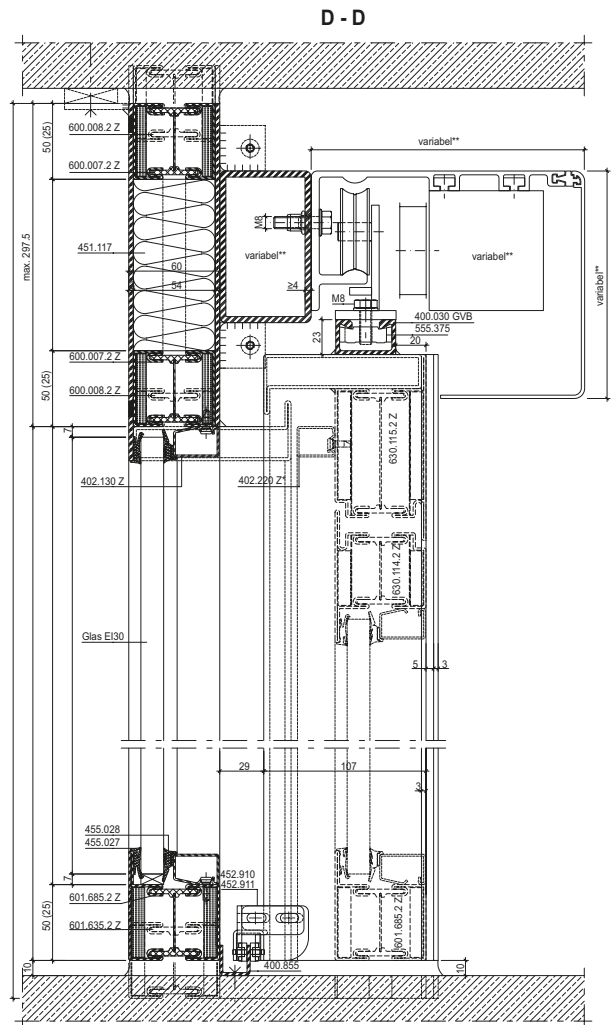 D - D
50 (25)
600.008.2 Z
600.007.2 Z
variabel**
M8
max. 297.5
451.117
60
variabel**
variabel**
variabel**
54
≥4
M8
400.030 GVB
555.375
23
20
600.007.2 Z
600.008.2 Z
50 (25)
7
402.130 Z
402.220 Z*
630.115.2 Z
630.114.2 Z
Glas EI30
5
3
29
107
3
455.028
455.027
7
452.910
452.911
601.685.2 Z
601.635.2 Z
50 (25)
601.685.2 Z
400.855
10
10